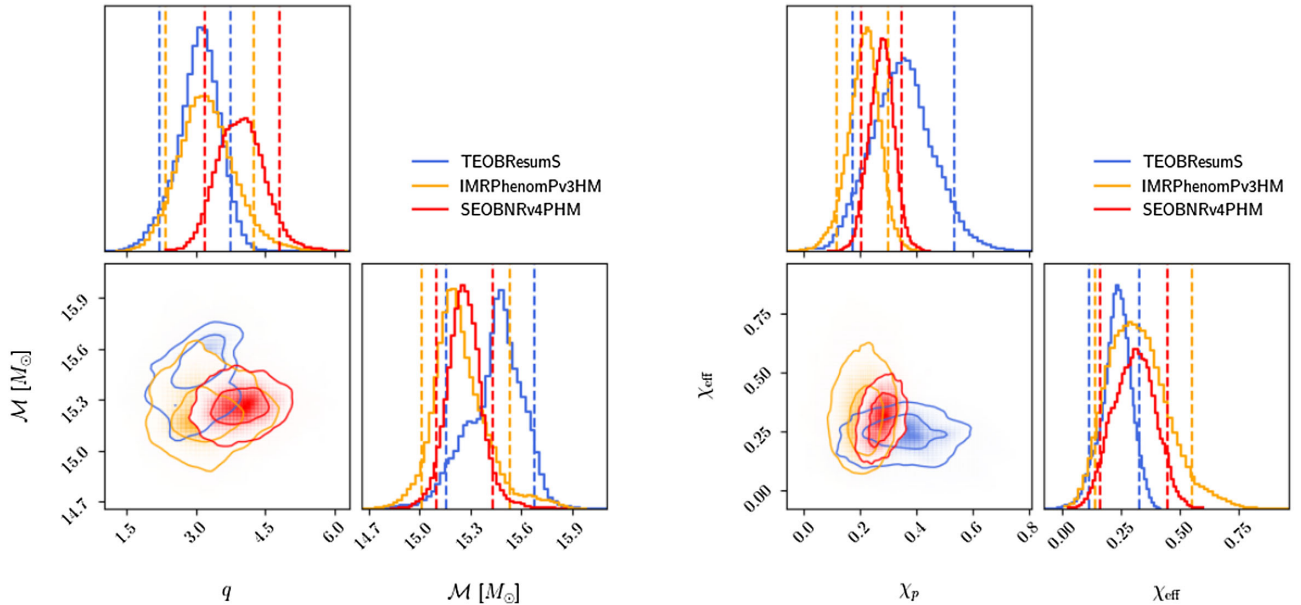 TEOBResumS
IMRPhenomPv3HM
SEOBNRv4PHM
TEOBResumS
IMRPhenomPv3HM
SEOBNRv4PHM
15.9
15.6
15.3
15.0
14.7
ℳ [M⊙]
1.5 3.0 4.5 6.0
q
14.7 15.0 15.3 15.6 15.9
ℳ [M⊙]
0.75
0.50
0.25
0.00
χeff
0.0 0.2 0.4 0.6 0.8
χp
0.00 0.25 0.50 0.75
χeff